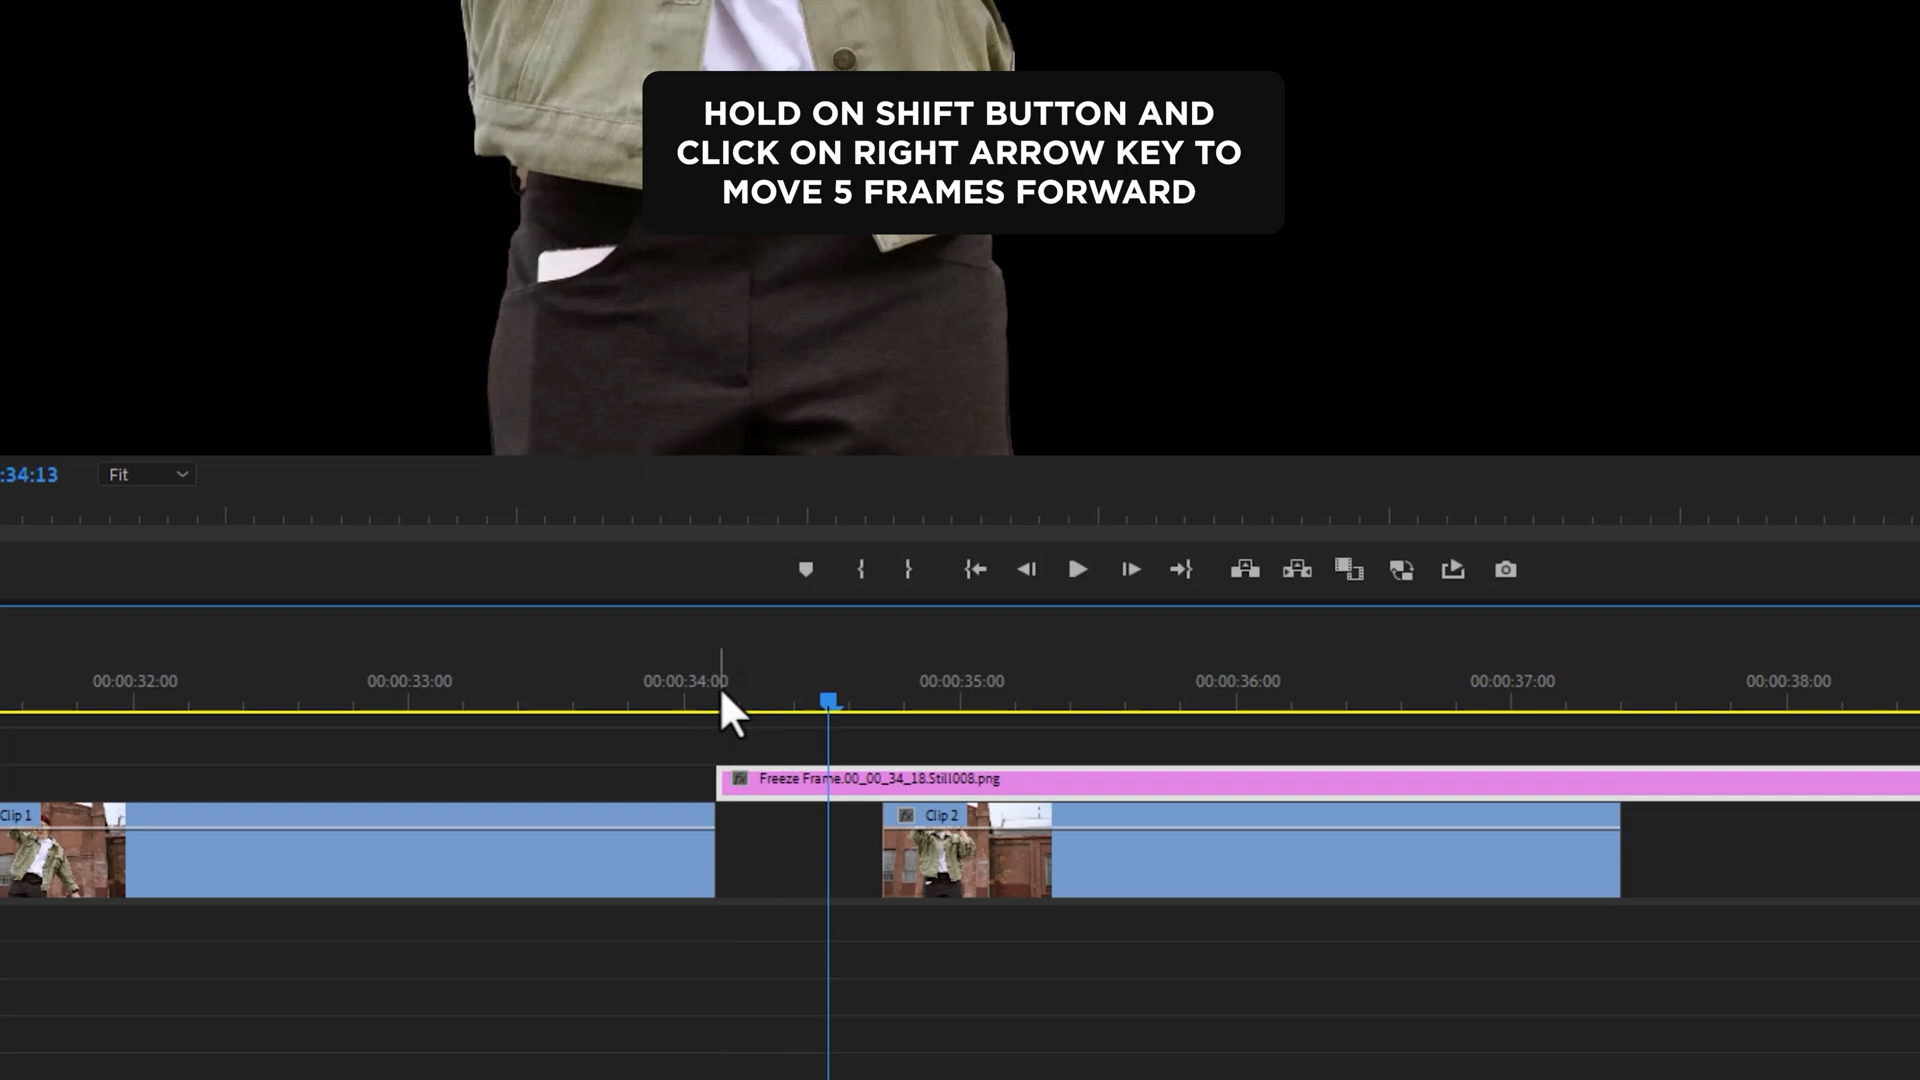 HOLD ON SHIFT BUTTON AND
CLICK ON RIGHT ARROW KEY TO
MOVE 5 FRAMES FORWARD
:34:13
Fit
00:00:32:00
00:00:33:00
00:00:34:00
00:00:35:00
00:00:36:00
00:00:37:00
00:00:38:00
fx
Freeze Frame.00_00_34_18.Still008.png
Clip 1
fx
Clip 2